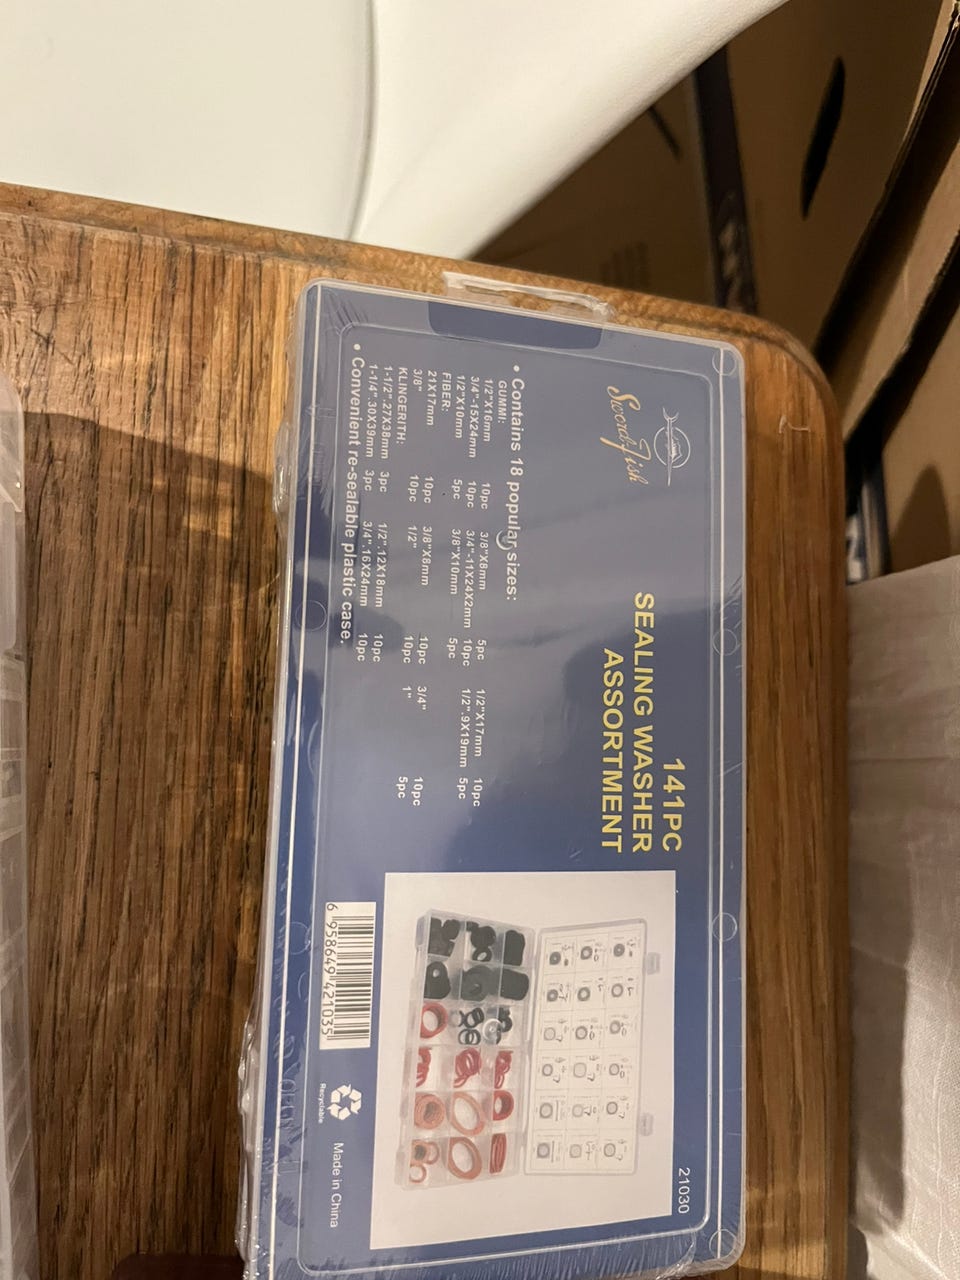 Swordfish
141PC
SEALING WASHER
ASSORTMENT
• Contains 18 popular sizes:
GUMMI:
1/2"X16mm 10pc 3/8"X8mm 5pc 1/2"X17mm 10pc
3/4"-15X24mm 10pc 3/4"-11X24X2mm 10pc 1/2".9X19mm 5pc
1/2"X10mm 5pc 3/8"X10mm 5pc
FIBER:
21X17mm 10pc 3/8"X8mm 10pc 3/4" 10pc
3/8" 10pc 1/2" 10pc 1" 5pc
KLINGERITH:
1-1/2".27X38mm 3pc 1/2".12X18mm 10pc
1-1/4".30X39mm 3pc 3/4".16X24mm 10pc
• Convenient re-sealable plastic case.
21030
6 958649 421035
Recyclable
Made in China